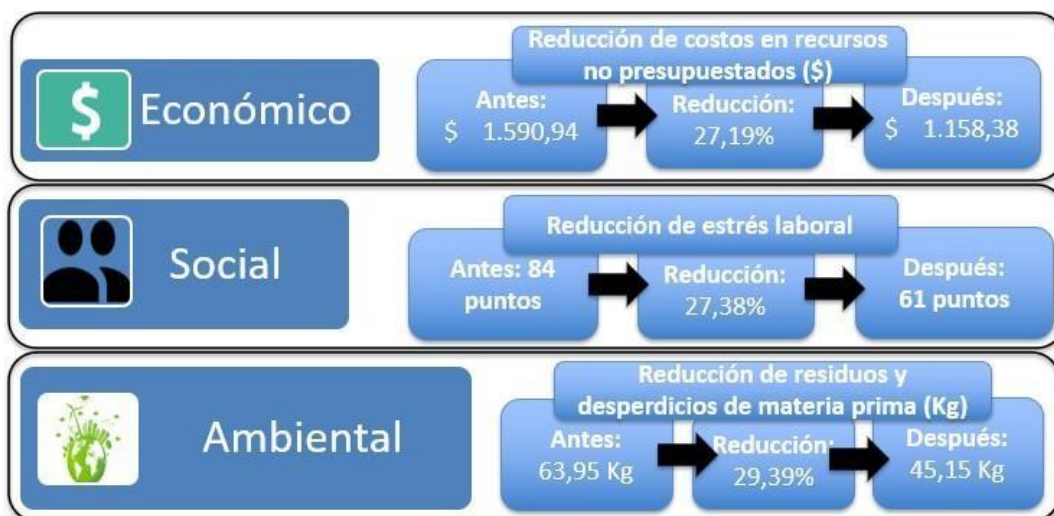 $
Económico
Reducción de costos en recursos
no presupuestados ($)
Antes:
$ 1.590,94
Reducción:
27,19%
Después:
$ 1.158,38
Social
Reducción de estrés laboral
Antes: 84
puntos
Reducción:
27,38%
Después:
61 puntos
Ambiental
Reducción de residuos y
desperdicios de materia prima (Kg)
Antes:
63,95 Kg
Reducción:
29,39%
Después:
45,15 Kg